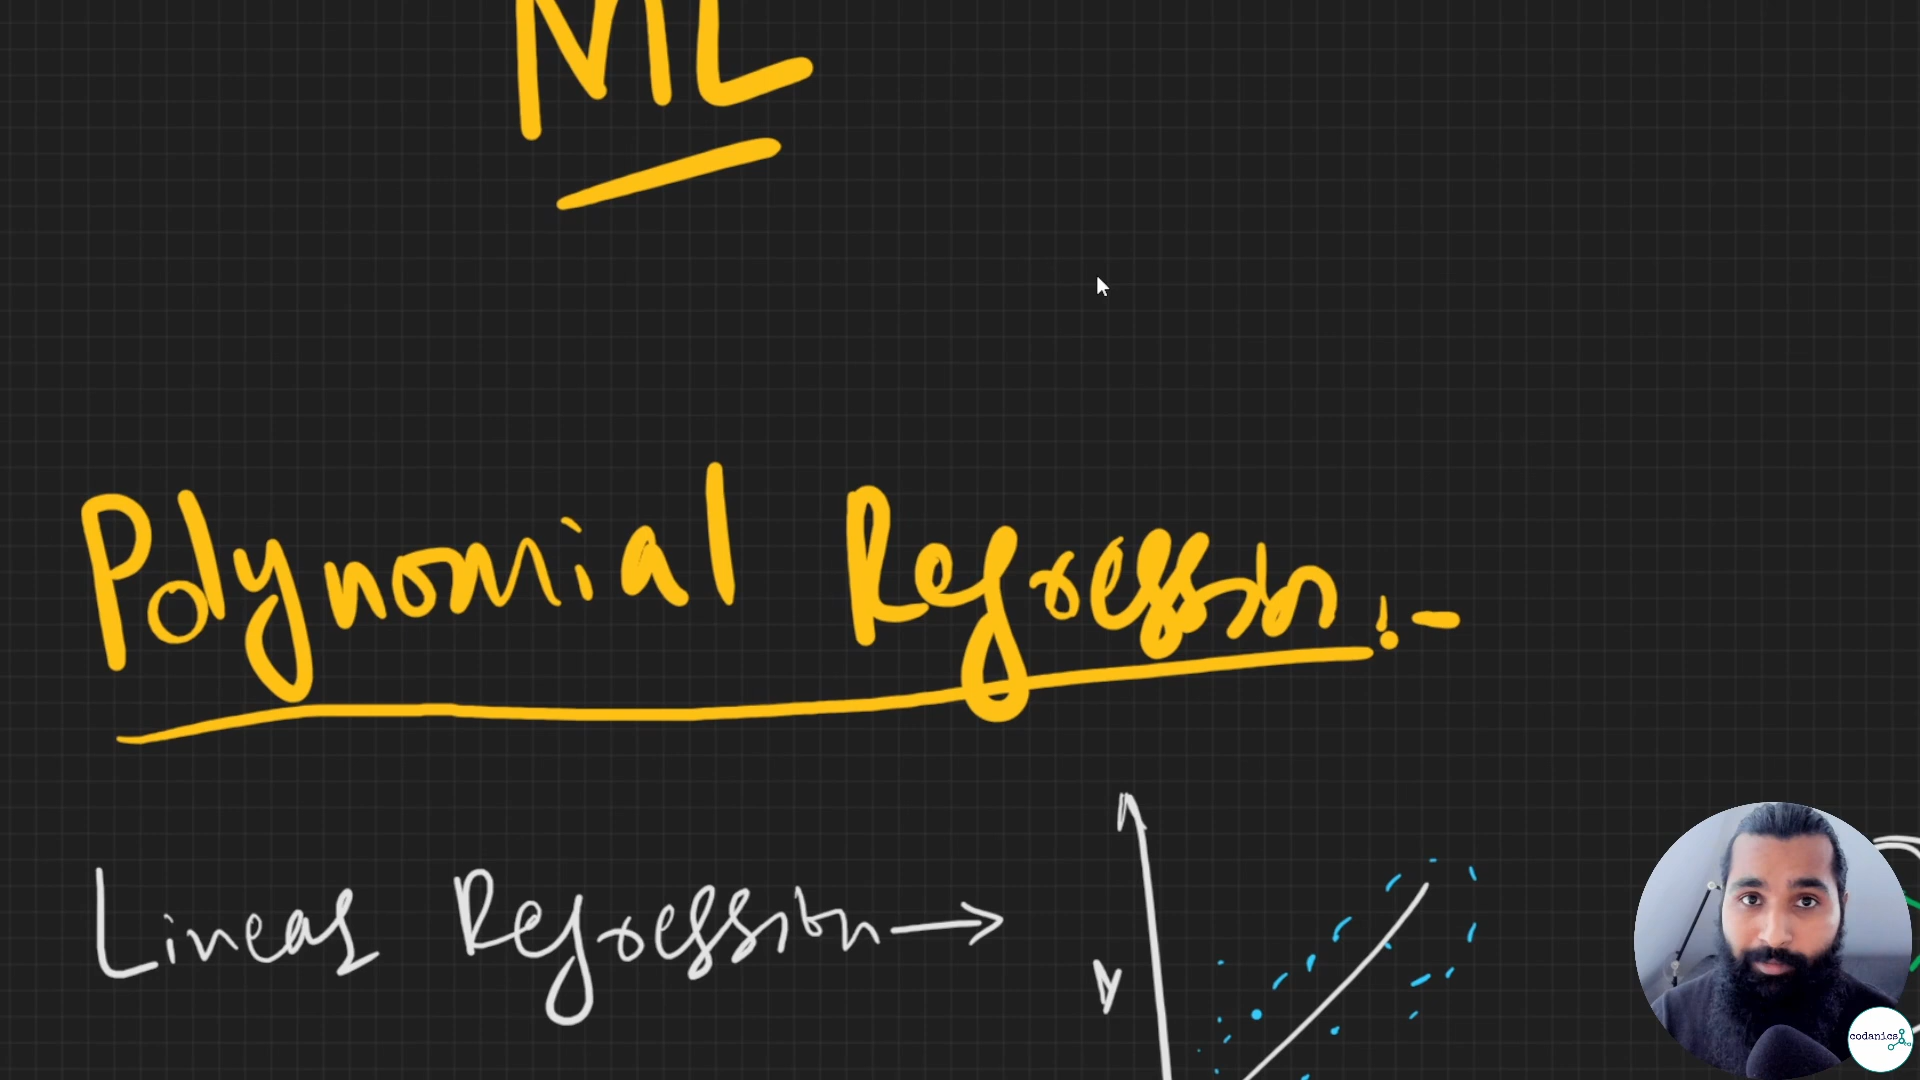 ML
Polynomial Regression :-
Linear Regression →
y
codanics